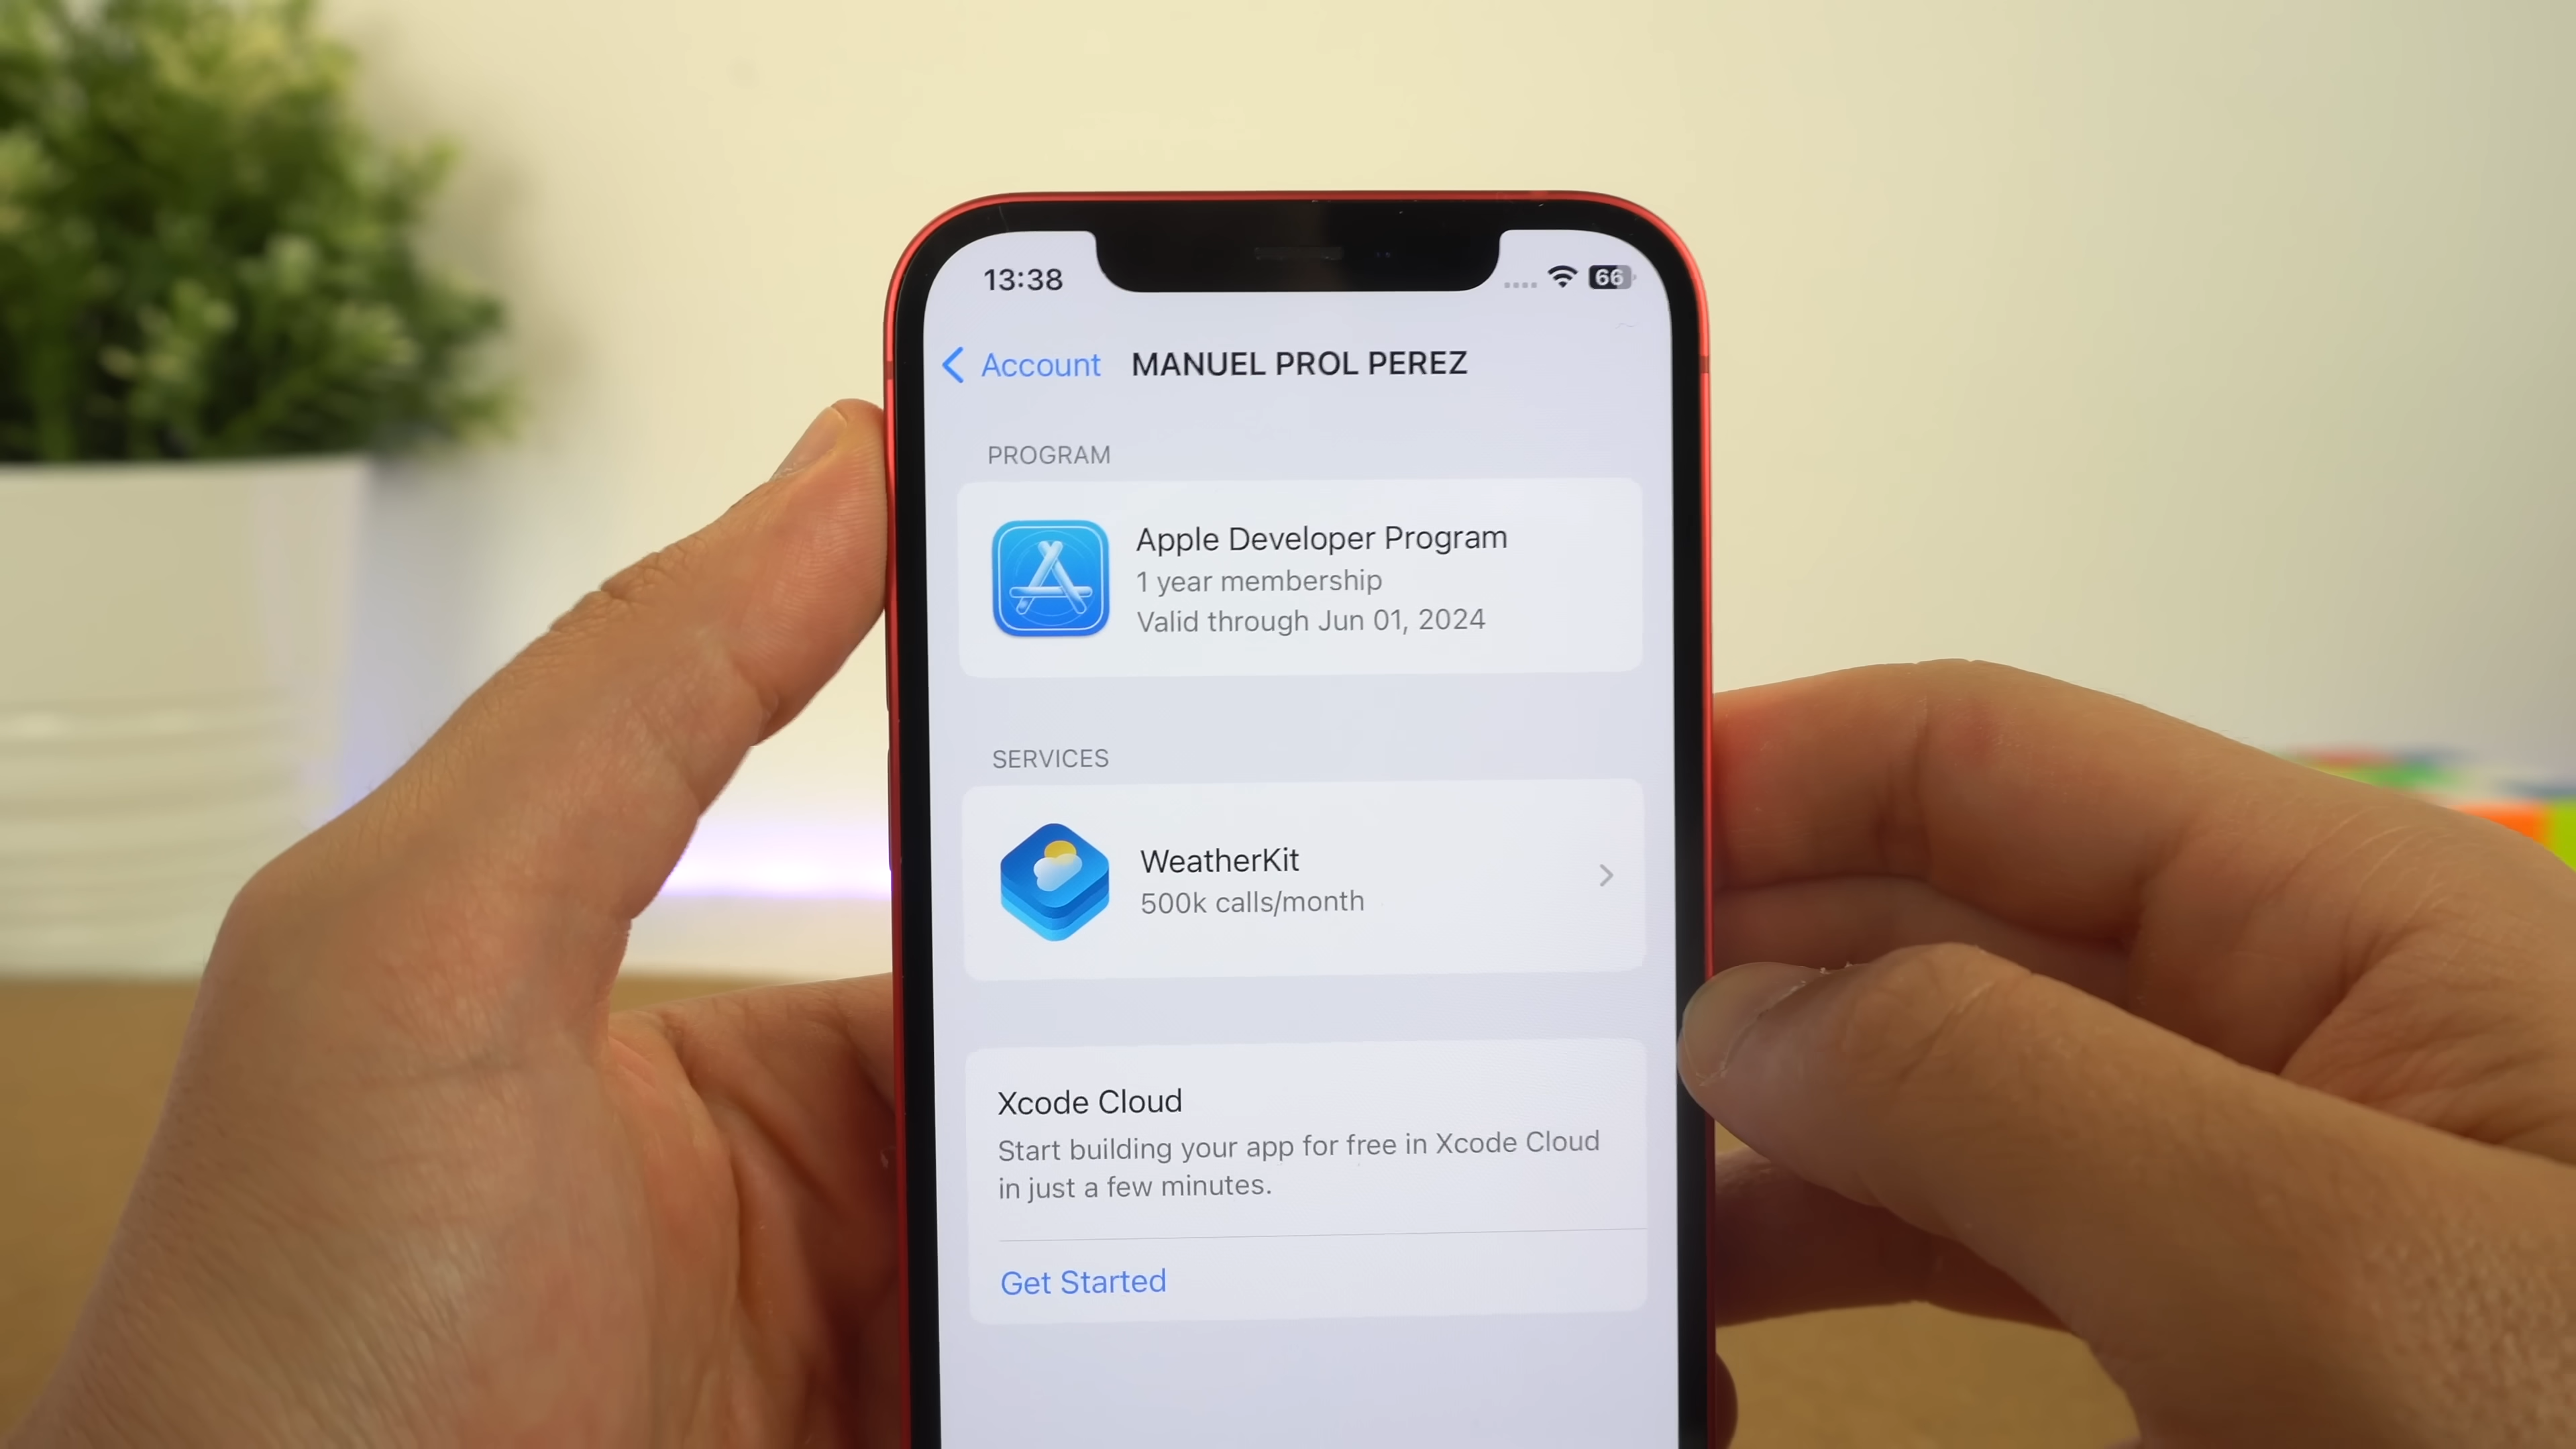 13:38
66
Account MANUEL PROL PEREZ
PROGRAM
Apple Developer Program
1 year membership
Valid through Jun 01, 2024
SERVICES
WeatherKit
500k calls/month
Xcode Cloud
Start building your app for free in Xcode Cloud
in just a few minutes.
Get Started